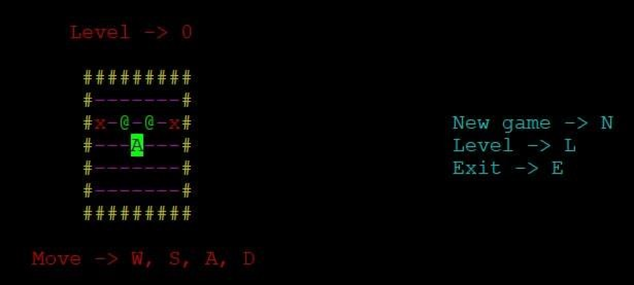 Level -> 0
#########
#-------#
#x-@-@-x#
#---A---#
#-------#
#-------#
#########
New game -> N
Level -> L
Exit -> E
Move -> W, S, A, D